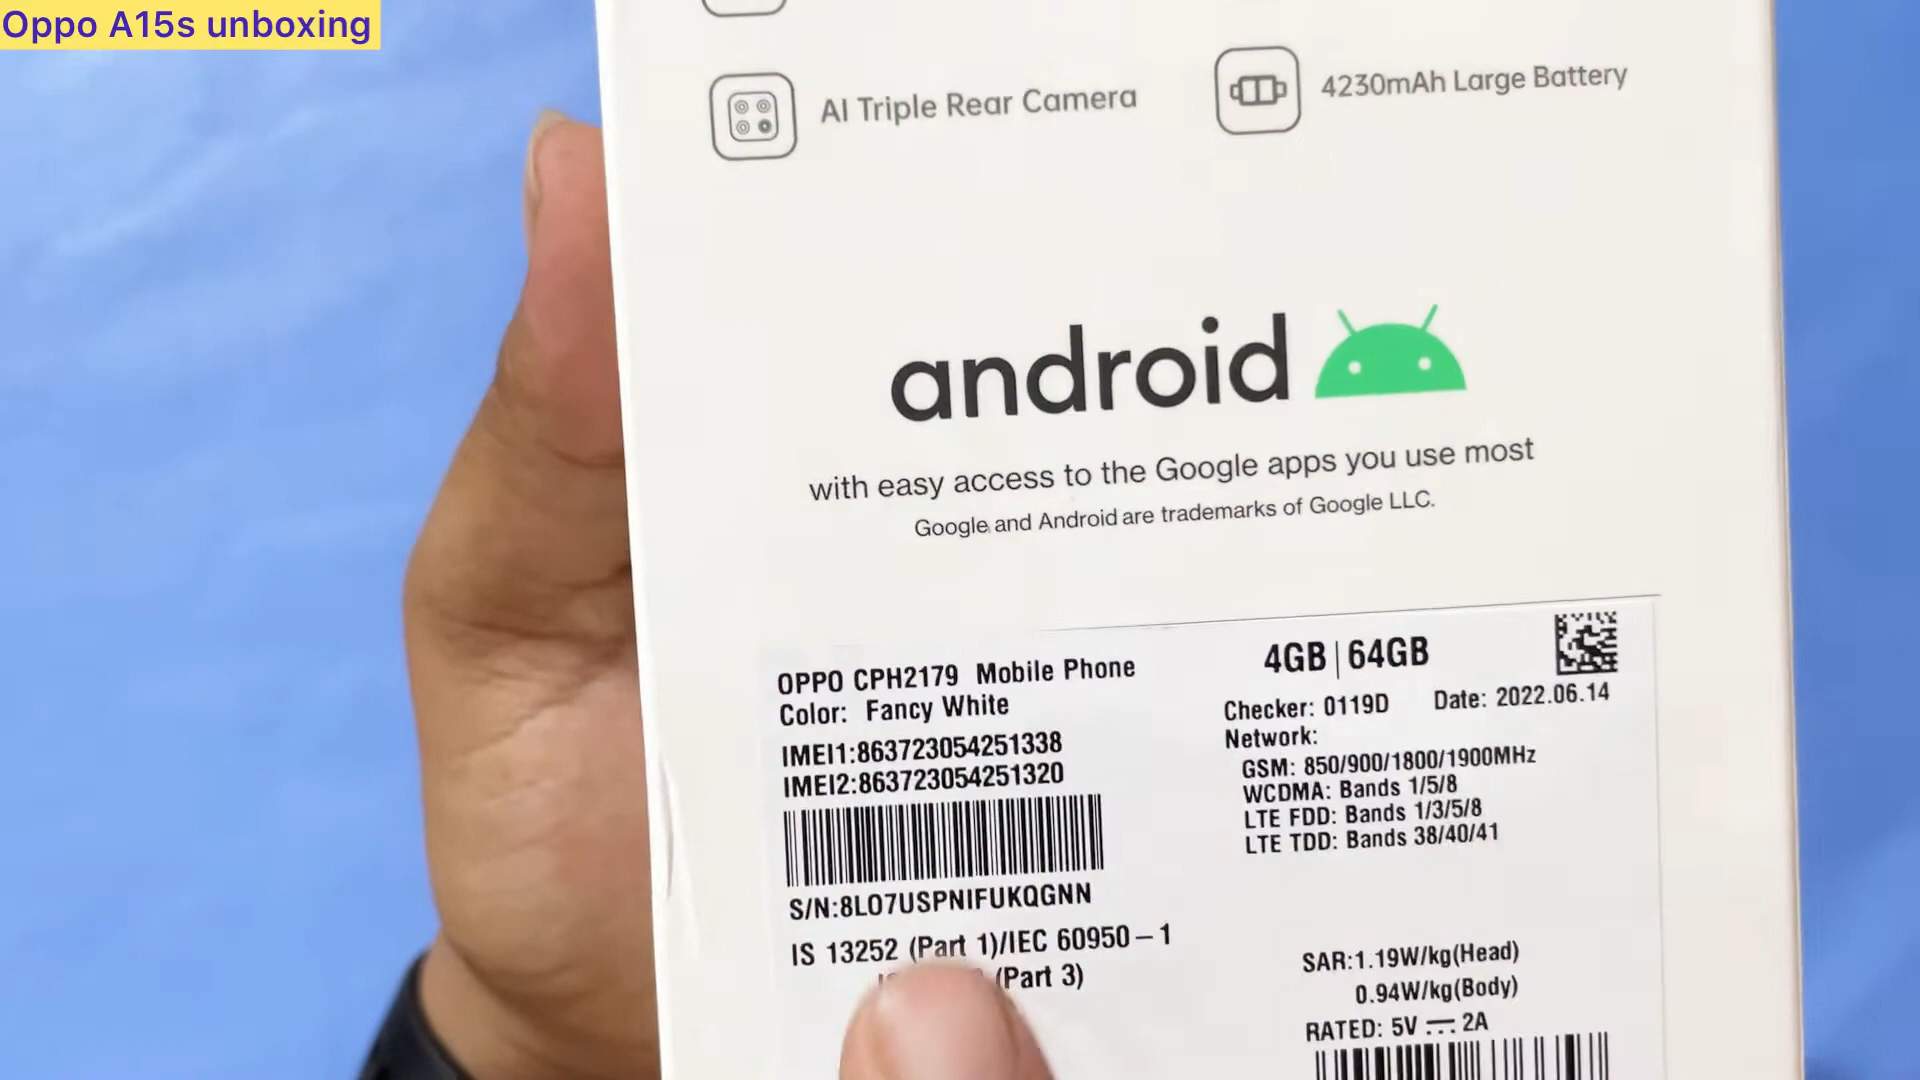 Oppo A15s unboxing
AI Triple Rear Camera
4230mAh Large Battery
android
with easy access to the Google apps you use most
Google and Android are trademarks of Google LLC.
OPPO CPH2179 Mobile Phone
Color: Fancy White
IMEI1:863723054251338
IMEI2:863723054251320
S/N:8LO7USPNIFUKQGNN
IS 13252 (Part 1)/IEC 60950-1
(Part 3)
4GB|64GB
Checker: 0119D Date: 2022.06.14
Network:
GSM: 850/900/1800/1900MHz
WCDMA: Bands 1/5/8
LTE FDD: Bands 1/3/5/8
LTE TDD: Bands 38/40/41
SAR:1.19W/kg(Head)
0.94W/kg(Body)
RATED: 5V ⎓ 2A